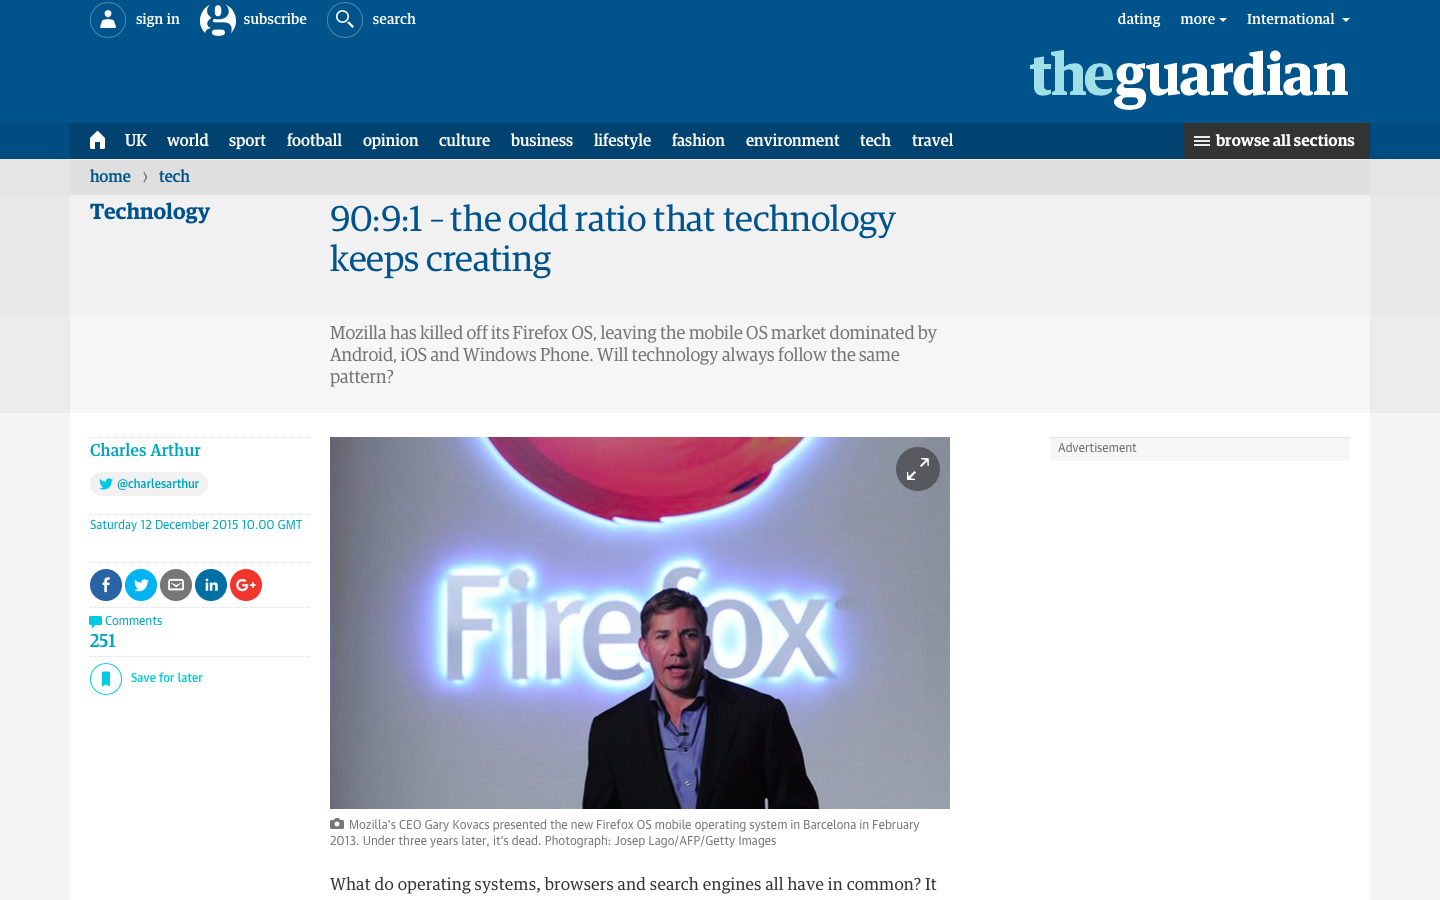 sign in
subscribe
search
dating
more
International
theguardian
UK world sport football opinion culture business lifestyle fashion environment tech travel
browse all sections
home › tech
Technology
90:9:1 – the odd ratio that technology
keeps creating
Mozilla has killed off its Firefox OS, leaving the mobile OS market dominated by
Android, iOS and Windows Phone. Will technology always follow the same
pattern?
Charles Arthur
@charlesarthur
Saturday 12 December 2015 10.00 GMT
Comments
251
Save for later
Firefox
Advertisement
Mozilla's CEO Gary Kovacs presented the new Firefox OS mobile operating system in Barcelona in February
2013. Under three years later, it's dead. Photograph: Josep Lago/AFP/Getty Images
What do operating systems, browsers and search engines all have in common? It